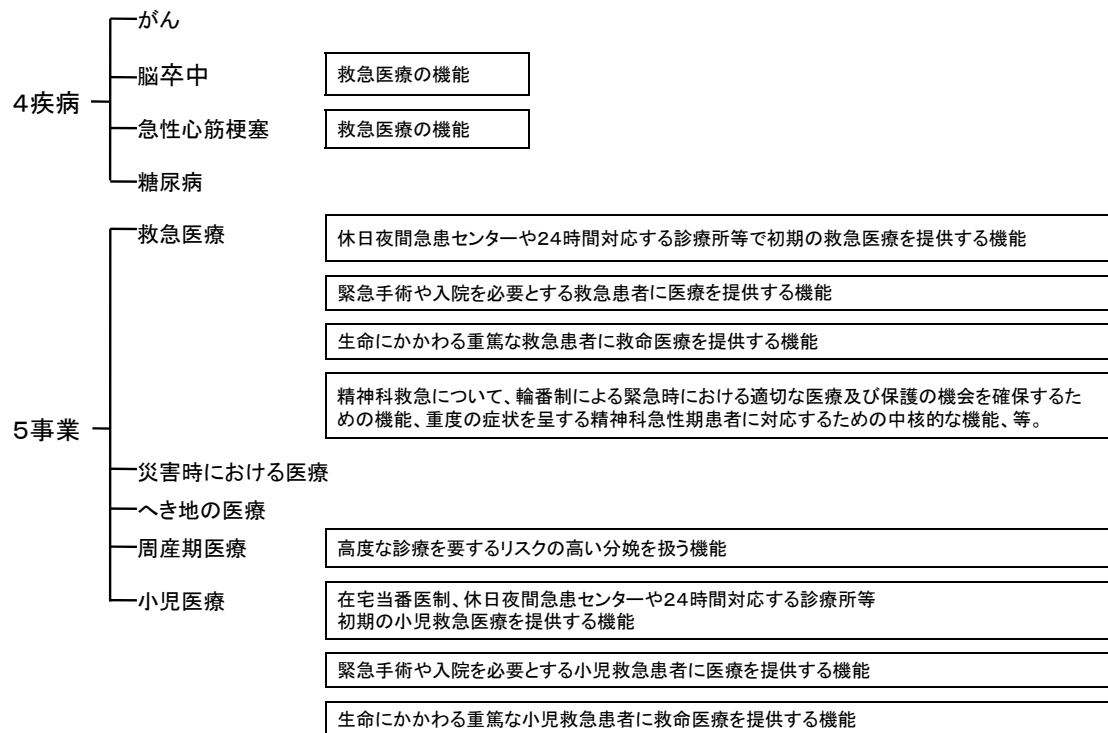 がん
脳卒中
救急医療の機能
4疾病
急性心筋梗塞
救急医療の機能
糖尿病
救急医療
休日夜間急患センターや24時間対応する診療所等で初期の救急医療を提供する機能
緊急手術や入院を必要とする救急患者に医療を提供する機能
生命にかかわる重篤な救急患者に救命医療を提供する機能
精神科救急について、輪番制による緊急時における適切な医療及び保護の機会を確保するた
めの機能、重度の症状を呈する精神科急性期患者に対応するための中核的な機能、等。
5事業
災害時における医療
へき地の医療
周産期医療
高度な診療を要するリスクの高い分娩を扱う機能
小児医療
在宅当番医制、休日夜間急患センターや24時間対応する診療所等
初期の小児救急医療を提供する機能
緊急手術や入院を必要とする小児救急患者に医療を提供する機能
生命にかかわる重篤な小児救急患者に救命医療を提供する機能